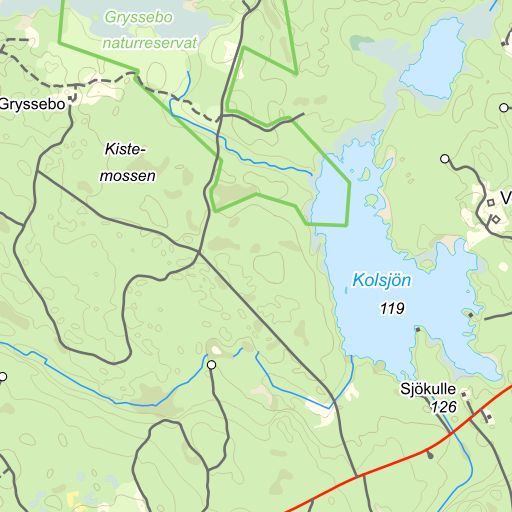 Gryssebo
naturreservat
Gryssebo
Kiste-
mossen
V
Kolsjön
119
Sjökulle
126